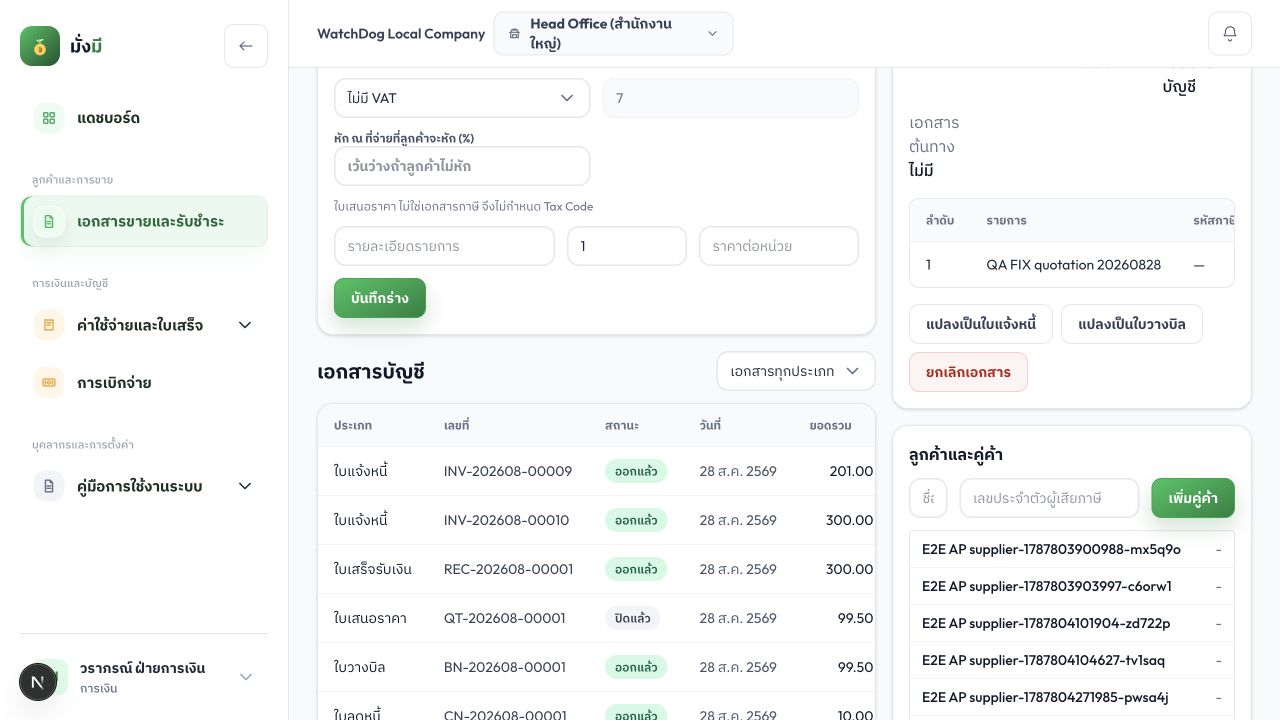 มั่งมี
แดชบอร์ด
ลูกค้าและการขาย
เอกสารขายและรับชำระ
การเงินและบัญชี
ค่าใช้จ่ายและใบเสร็จ
การเบิกจ่าย
บุคลากรและการตั้งค่า
คู่มือการใช้งานระบบ
N
วราภรณ์ ฝ่ายการเงิน
การเงิน
WatchDog Local Company
Head Office (สำนักงาน
ใหญ่)
ไม่มี VAT
7
หัก ณ ที่จ่ายที่ลูกค้าจะหัก (%)
เว้นว่างถ้าลูกค้าไม่หัก
ใบเสนอราคา ไม่ใช่เอกสารภาษี จึงไม่กำหนด Tax Code
รายละเอียดรายการ 1 ราคาต่อหน่วย
บันทึกร่าง
เอกสารบัญชี
เอกสารทุกประเภท
ประเภท เลขที่ สถานะ วันที่ ยอดรวม
ใบแจ้งหนี้ INV-202608-00009 ออกแล้ว 28 ส.ค. 2569 201.00
ใบแจ้งหนี้ INV-202608-00010 ออกแล้ว 28 ส.ค. 2569 300.00
ใบเสร็จรับเงิน REC-202608-00001 ออกแล้ว 28 ส.ค. 2569 300.00
ใบเสนอราคา QT-202608-00001 ปิดแล้ว 28 ส.ค. 2569 99.50
ใบวางบิล BN-202608-00001 ออกแล้ว 28 ส.ค. 2569 99.50
ใบลดหนี้ CN-202608-00001 ออกแล้ว 28 ส.ค. 2569 10.00
บัญชี
เอกสาร
ต้นทาง
ไม่มี
ลำดับ รายการ รหัสภาษี
1 QA FIX quotation 20260828 —
แปลงเป็นใบแจ้งหนี้ แปลงเป็นใบวางบิล
ยกเลิกเอกสาร
ลูกค้าและคู่ค้า
เลขประจำตัวผู้เสียภาษี เพิ่มคู่ค้า
E2E AP supplier-1787803900988-mx5q9o -
E2E AP supplier-1787803903997-c6orw1 -
E2E AP supplier-1787804101904-zd722p -
E2E AP supplier-1787804104627-tv1saq -
E2E AP supplier-1787804271985-pwsa4j -